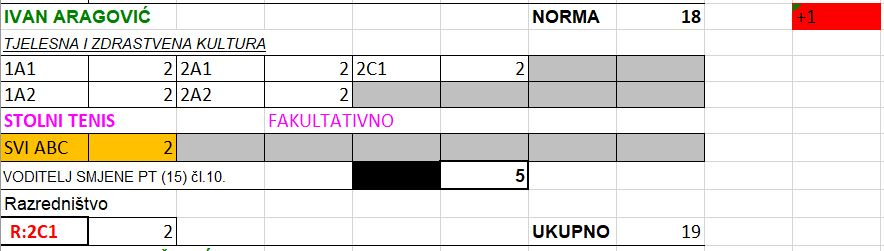 IVAN ARAGOVIĆ NORMA 18 +1
TJELESNA I ZDRASTVENA KULTURA
1A1 2 2A1 2 2C1 2
1A2 2 2A2 2
STOLNI TENIS FAKULTATIVNO
SVI ABC 2
VODITELJ SMJENE PT (15) čl.10. 5
Razredništvo
R:2C1 2 UKUPNO 19